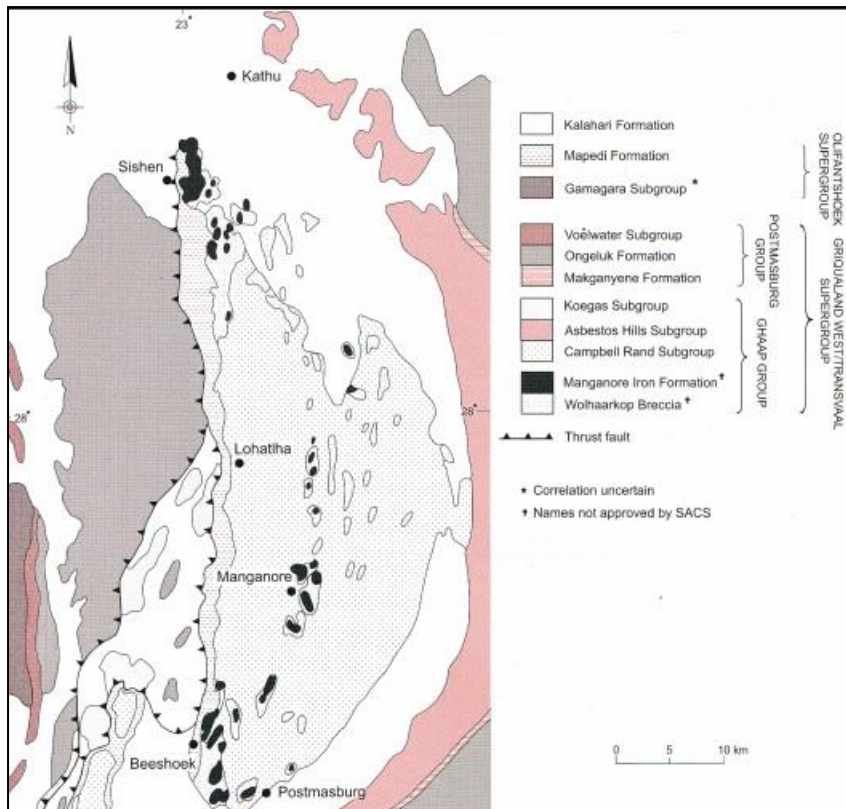 23°
Kathu
N
Sishen
28°
28°
Lohatlha
Manganore
Beeshoek
Postmasburg
Kalahari Formation
Mapedi Formation
Gamagara Subgroup *
OLIFANTSHOEK
SUPERGROUP
Voëlwater Subgroup
Ongeluk Formation
Makganyene Formation
POSTMASBURG
GROUP
Koegas Subgroup
Asbestos Hills Subgroup
Campbell Rand Subgroup
Manganore Iron Formation †
Wolhaarkop Breccia †
GHAAP GROUP
GRIQUALAND WEST/TRANSVAAL
SUPERGROUP
Thrust fault
* Correlation uncertain
† Names not approved by SACS
0 5 10 km